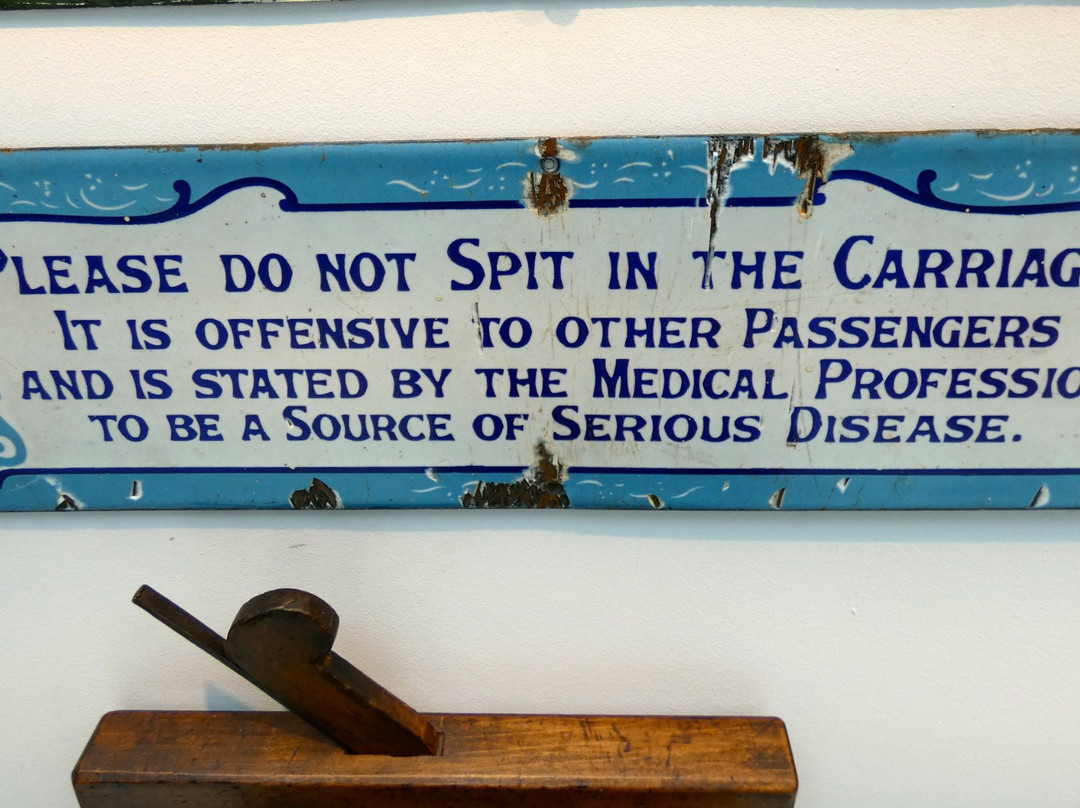 PLEASE DO NOT SPIT IN THE CARRIAG
IT IS OFFENSIVE TO OTHER PASSENGERS
AND IS STATED BY THE MEDICAL PROFESSIO
TO BE A SOURCE OF SERIOUS DISEASE.